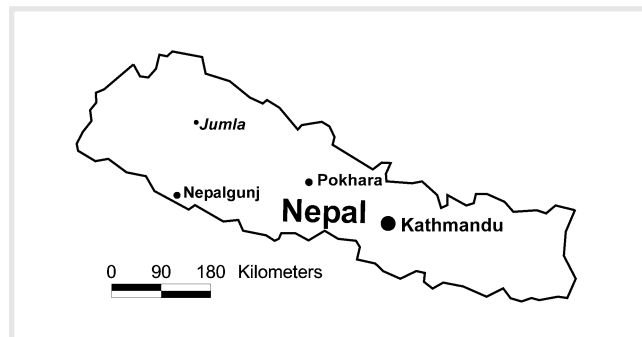 Jumla
Pokhara
Nepalgunj
Nepal
Kathmandu
0 90 180 Kilometers